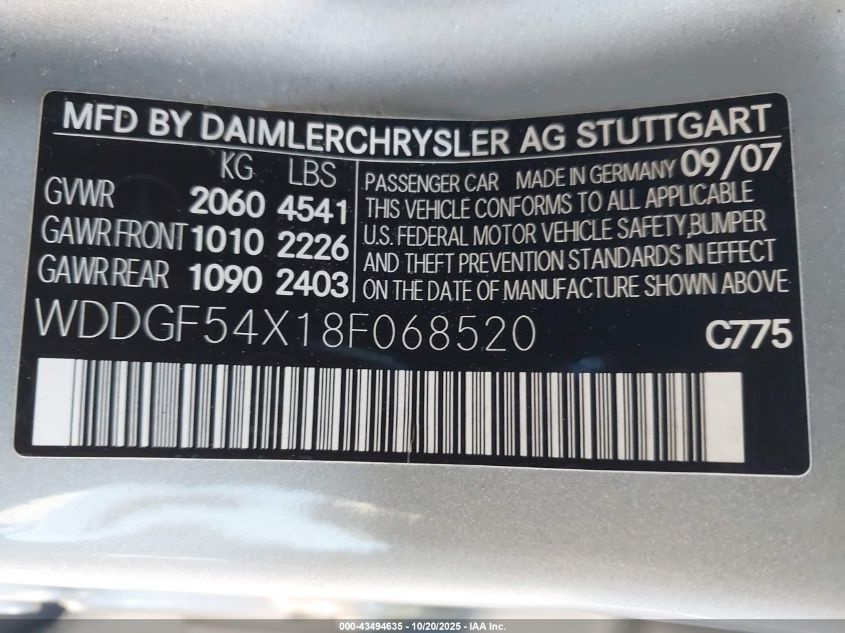 MFD BY DAIMLERCHRYSLER AG STUTTGART
KG LBS
GVWR 2060 4541
GAWR FRONT 1010 2226
GAWR REAR 1090 2403
PASSENGER CAR MADE IN GERMANY 09/07
THIS VEHICLE CONFORMS TO ALL APPLICABLE
U.S. FEDERAL MOTOR VEHICLE SAFETY,BUMPER
AND THEFT PREVENTION STANDARDS IN EFFECT
ON THE DATE OF MANUFACTURE SHOWN ABOVE
WDDGF54X18F068520 C775
000-43494635 - 10/20/2025 - IAA Inc.